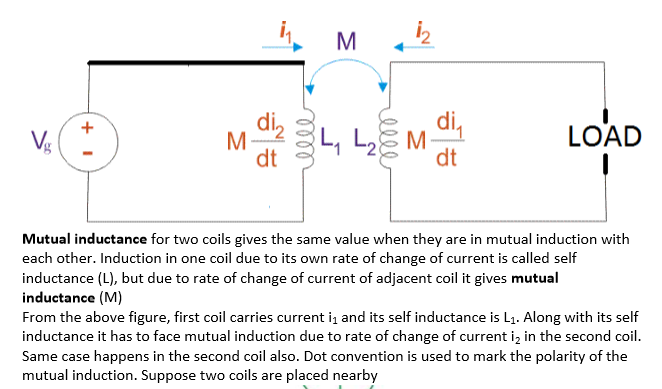 i₁ M i₂
+
V_g
-
M di₂/dt L₁ L₂ M di₁/dt
LOAD
Mutual inductance for two coils gives the same value when they are in mutual induction with
each other. Induction in one coil due to its own rate of change of current is called self
inductance (L), but due to rate of change of current of adjacent coil it gives mutual
inductance (M)
From the above figure, first coil carries current i₁ and its self inductance is L₁. Along with its self
inductance it has to face mutual induction due to rate of change of current i₂ in the second coil.
Same case happens in the second coil also. Dot convention is used to mark the polarity of the
mutual induction. Suppose two coils are placed nearby